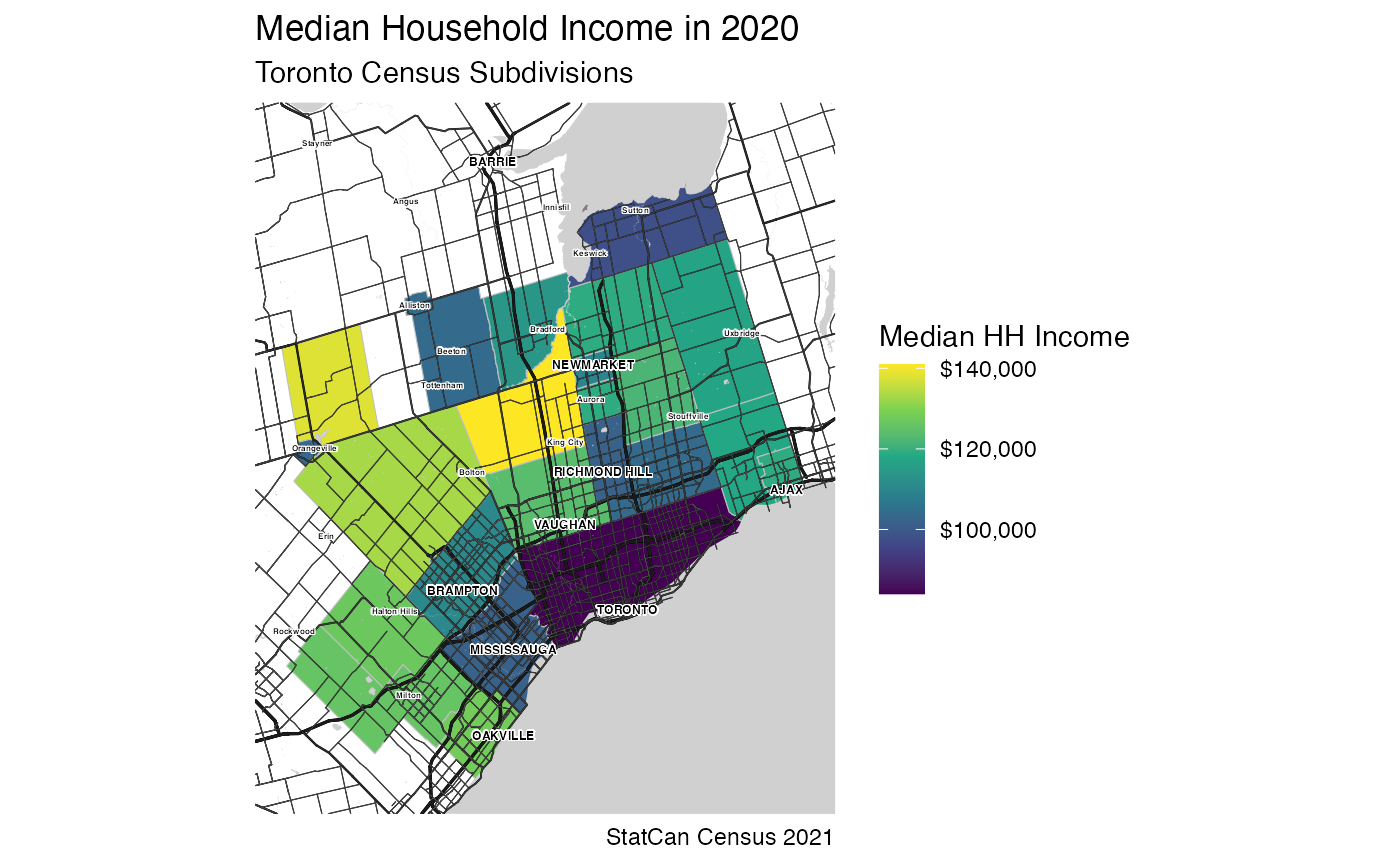 Median Household Income in 2020
Toronto Census Subdivisions
Stayner
BARRIE
Angus
Innisfil
Sutton
Keswick
Alliston
Bradford
Uxbridge
Beeton
NEWMARKET
Tottenham
Aurora
Stouffville
King City
Orangeville
Bolton
RICHMOND HILL
AJAX
VAUGHAN
Erin
BRAMPTON
Halton Hills
TORONTO
Rockwood
MISSISSAUGA
Milton
OAKVILLE
Median HH Income
$140,000
$120,000
$100,000
StatCan Census 2021